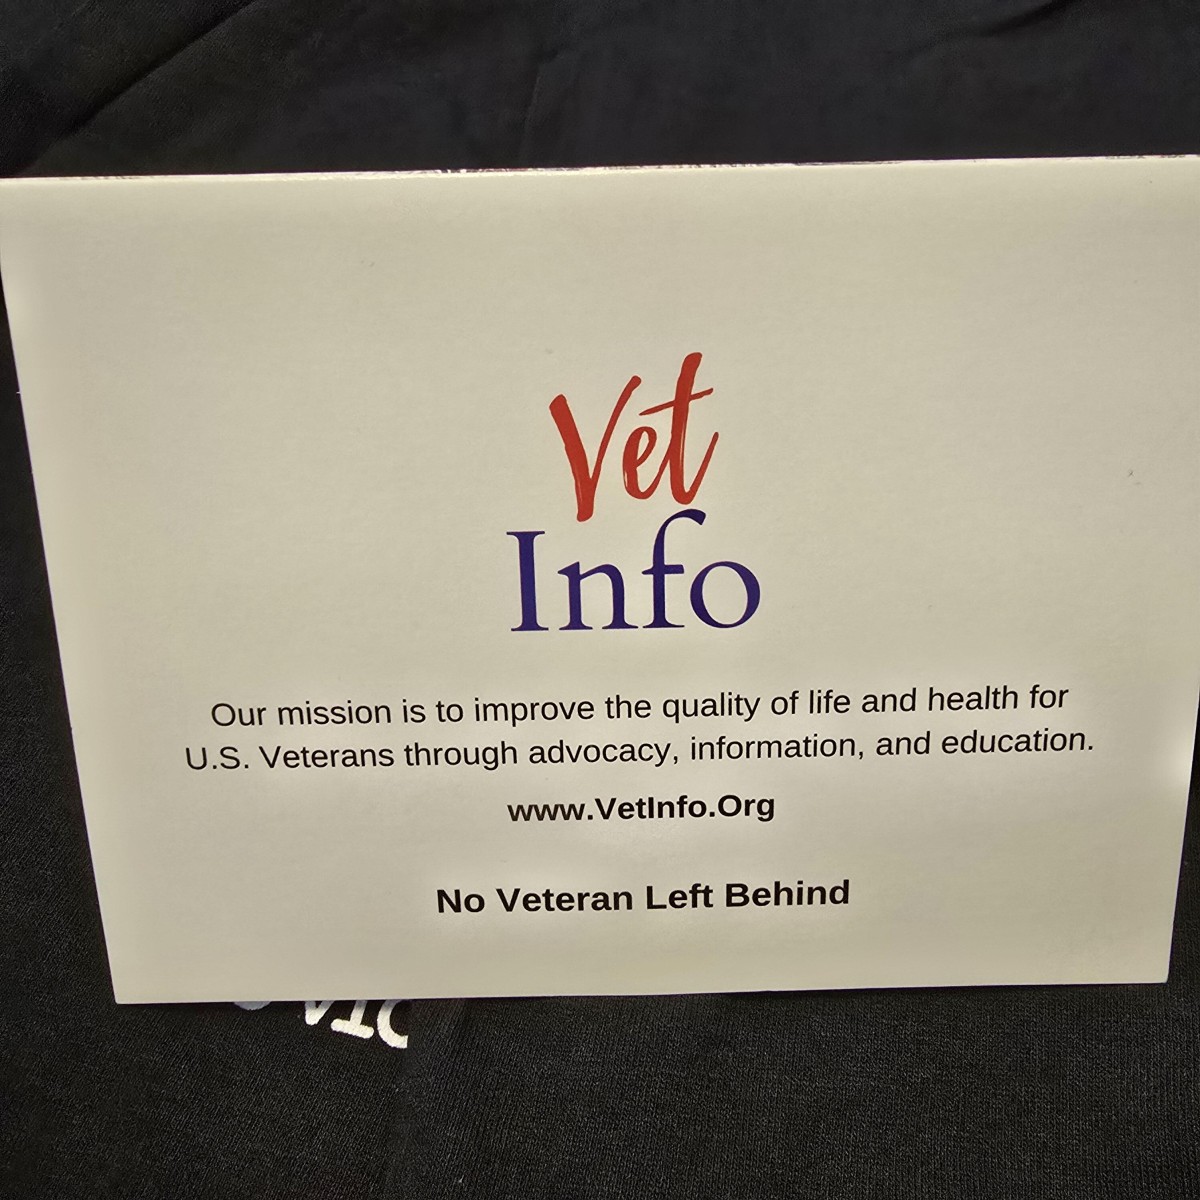 Vet
Info
Our mission is to improve the quality of life and health for
U.S. Veterans through advocacy, information, and education.
www.VetInfo.Org
No Veteran Left Behind